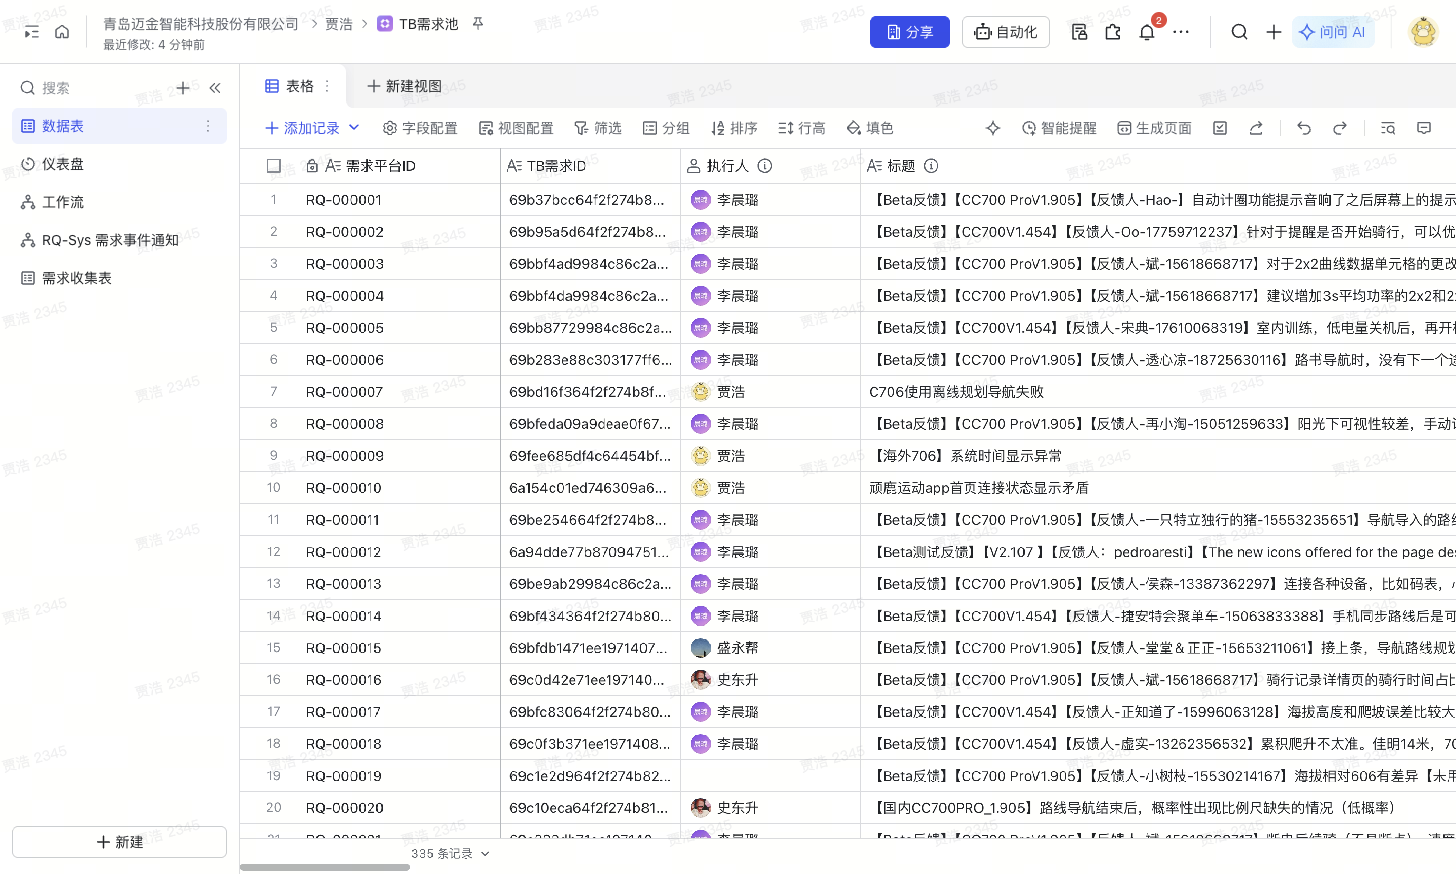 青岛迈金智能科技股份有限公司 > 贾浩 > TB需求池
最近修改: 4 分钟前
分享
自动化
2
问问 AI
搜索
数据表
仪表盘
工作流
RQ-Sys 需求事件通知
需求收集表
新建
表格
新建视图
添加记录 字段配置 视图配置 筛选 分组 排序 行高 填色 智能提醒 生成页面
需求平台ID TB需求ID 执行人 标题
1 RQ-000001 69b37bcc64f2f274b8... 李晨璐 【Beta反馈】【CC700 ProV1.905】【反馈人-Hao-】自动计圈功能提示音响了之后屏幕上的提示
2 RQ-000002 69b95a5d64f2f274b8... 李晨璐 【Beta反馈】【CC700V1.454】【反馈人-Oo-17759712237】针对于提醒是否开始骑行，可以优
3 RQ-000003 69bbf4ad9984c86c2a... 李晨璐 【Beta反馈】【CC700 ProV1.905】【反馈人-斌-15618668717】对于2x2曲线数据单元格的更改
4 RQ-000004 69bbf4da9984c86c2a... 李晨璐 【Beta反馈】【CC700 ProV1.905】【反馈人-斌-15618668717】建议增加3s平均功率的2x2和2
5 RQ-000005 69bb87729984c86c2a... 李晨璐 【Beta反馈】【CC700V1.454】【反馈人-宋典-17610068319】室内训练，低电量关机后，再开机
6 RQ-000006 69b283e88c303177ff6... 李晨璐 【Beta反馈】【CC700 ProV1.905】【反馈人-透心凉-18725630116】路书导航时，没有下一个途
7 RQ-000007 69bd16f364f2f274b8f... 贾浩 C706使用离线规划导航失败
8 RQ-000008 69bfeda09a9deae0f67... 李晨璐 【Beta反馈】【CC700 ProV1.905】【反馈人-再小淘-15051259633】阳光下可视性较差，手动
9 RQ-000009 69fee685df4c64454bf... 贾浩 【海外706】系统时间显示异常
10 RQ-000010 6a154c01ed746309a6... 贾浩 顽鹿运动app首页连接状态显示矛盾
11 RQ-000011 69be254664f2f274b8... 李晨璐 【Beta反馈】【CC700 ProV1.905】【反馈人-一只特立独行的猪-15553235651】导航导入的路线
12 RQ-000012 6a94dde77b87094751... 李晨璐 【Beta测试反馈】【V2.107 】【反馈人：pedroaresti】【The new icons offered for the page des
13 RQ-000013 69be9ab29984c86c2a... 李晨璐 【Beta反馈】【CC700 ProV1.905】【反馈人-侯森-13387362297】连接各种设备，比如码表，
14 RQ-000014 69bf434364f2f274b80... 李晨璐 【Beta反馈】【CC700V1.454】【反馈人-捷安特会聚单车-15063833388】手机同步路线后是可
15 RQ-000015 69bfdb1471ee1971407... 盛永帮 【Beta反馈】【CC700 ProV1.905】【反馈人-堂堂＆正正-15653211061】接上条，导航路线规划
16 RQ-000016 69c0d42e71ee197140... 史东升 【Beta反馈】【CC700 ProV1.905】【反馈人-斌-15618668717】骑行记录详情页的骑行时间占比
17 RQ-000017 69bfc83064f2f274b80... 李晨璐 【Beta反馈】【CC700V1.454】【反馈人-正知道了-15996063128】海拔高度和爬坡误差比较大
18 RQ-000018 69c0f3b371ee1971408... 李晨璐 【Beta反馈】【CC700V1.454】【反馈人-虚实-13262356532】累积爬升不太准。佳明14米，70
19 RQ-000019 69c1e2d964f2f274b82... 【Beta反馈】【CC700 ProV1.905】【反馈人-小树枝-15530214167】海拔相对606有差异【未用
20 RQ-000020 69c10eca64f2f274b81... 史东升 【国内CC700PRO_1.905】路线导航结束后，概率性出现比例尺缺失的情况（低概率）
335 条记录
贾浩 2345